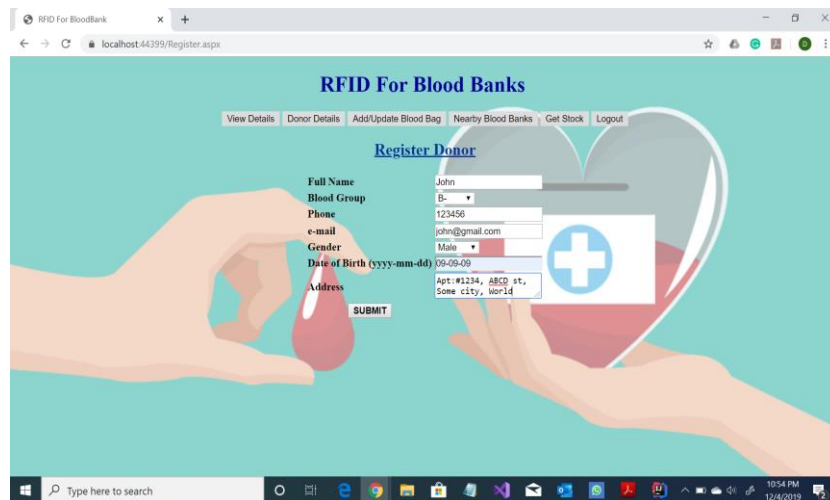 RFID For BloodBank
localhost:44399/Register.aspx
D
RFID For Blood Banks
View Details Donor Details Add/Update Blood Bag Nearby Blood Banks Get Stock Logout
Register Donor
Full Name John
Blood Group B-
Phone 123456
e-mail john@gmail.com
Gender Male
Date of Birth (yyyy-mm-dd) 09-09-09
Address Apt:#1234, ABCD st,
Some city, World
SUBMIT
Type here to search
10:54 PM
12/4/2019